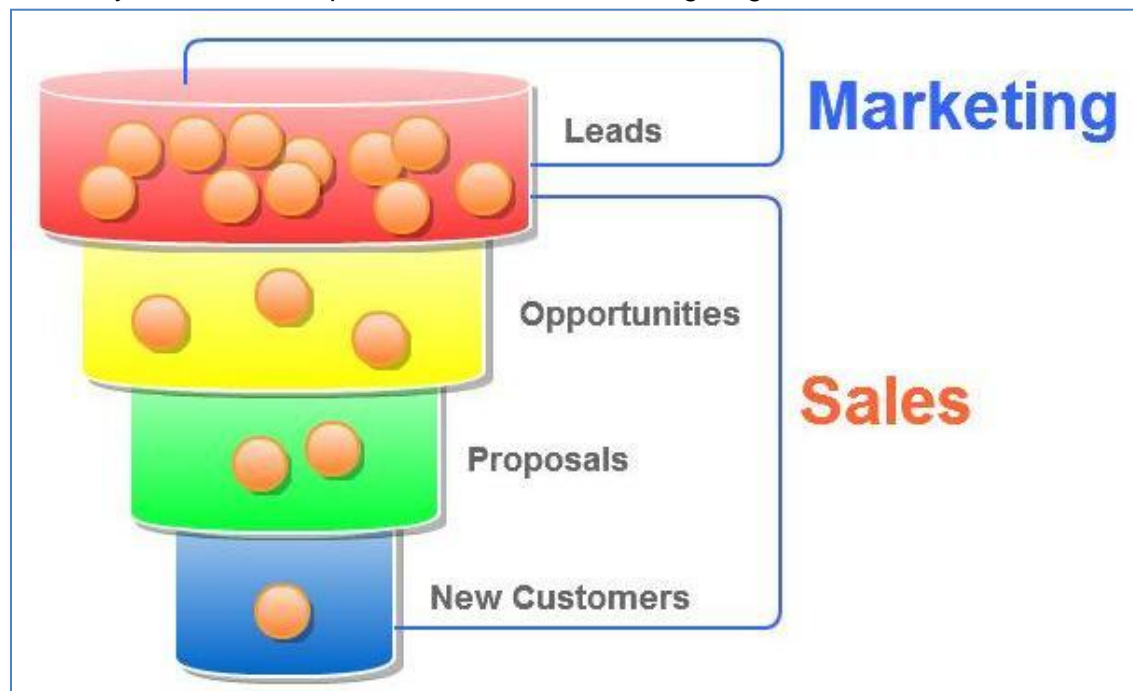 Marketing
Leads
Opportunities
Sales
Proposals
New Customers